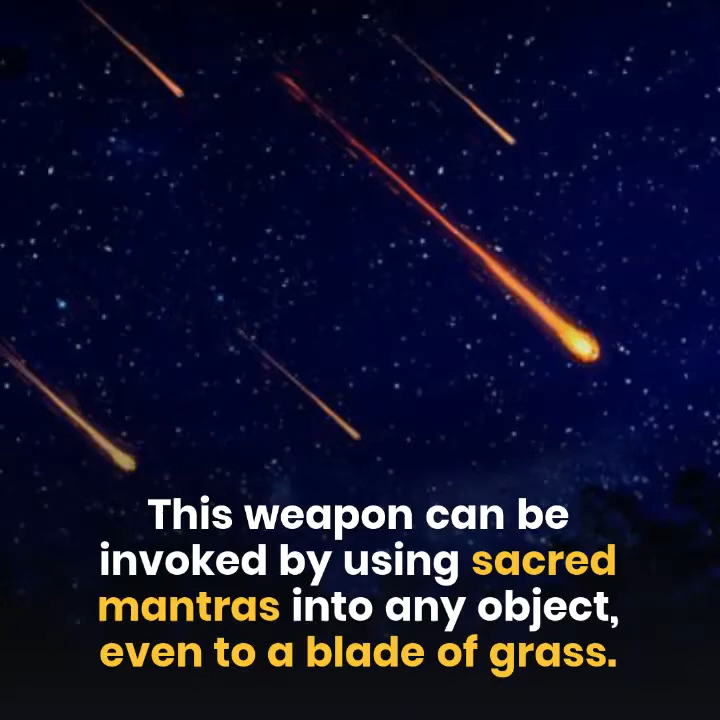 This weapon can be
invoked by using sacred
mantras into any object,
even to a blade of grass.